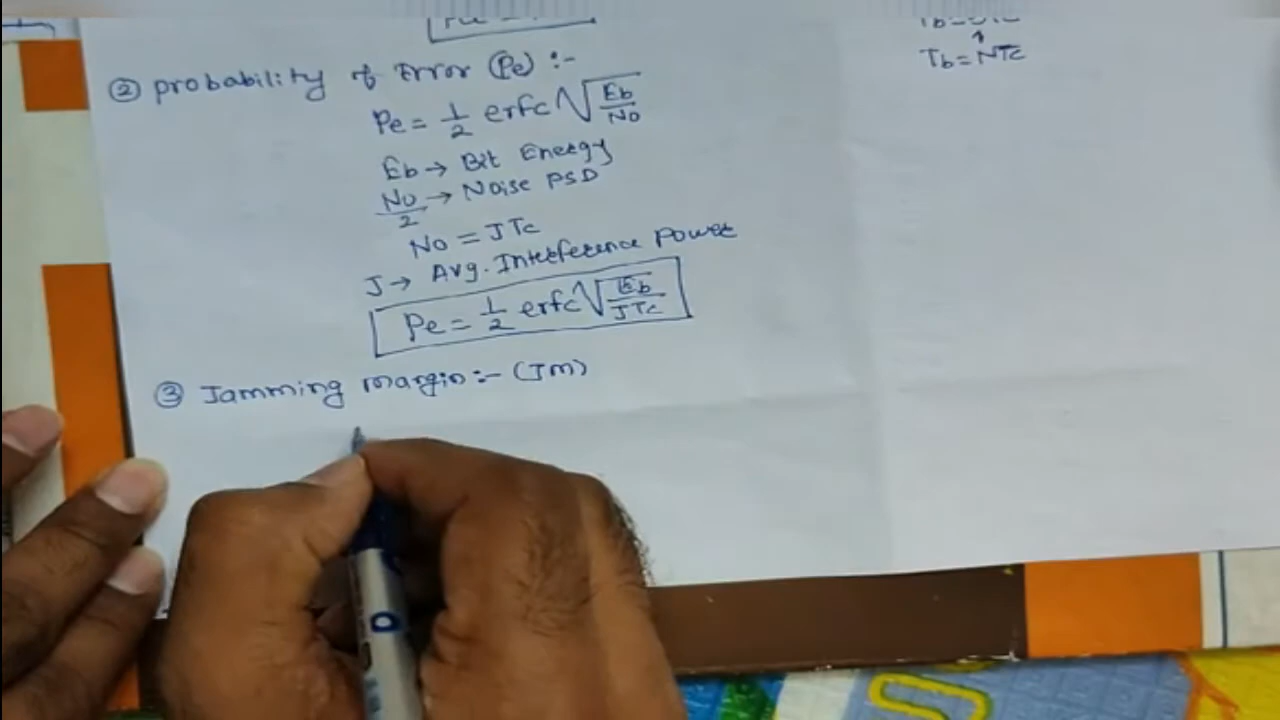 ② probability of Error (Pe) :-
Pe = 1/2 erfc √(Eb/No)
Eb → Bit Energy
No/2 → Noise PSD
No = JTc
J → Avg. Interference Power
Pe = 1/2 erfc √(Eb/JTc)
③ Jamming margin:- (Jm)
Tb = NTc